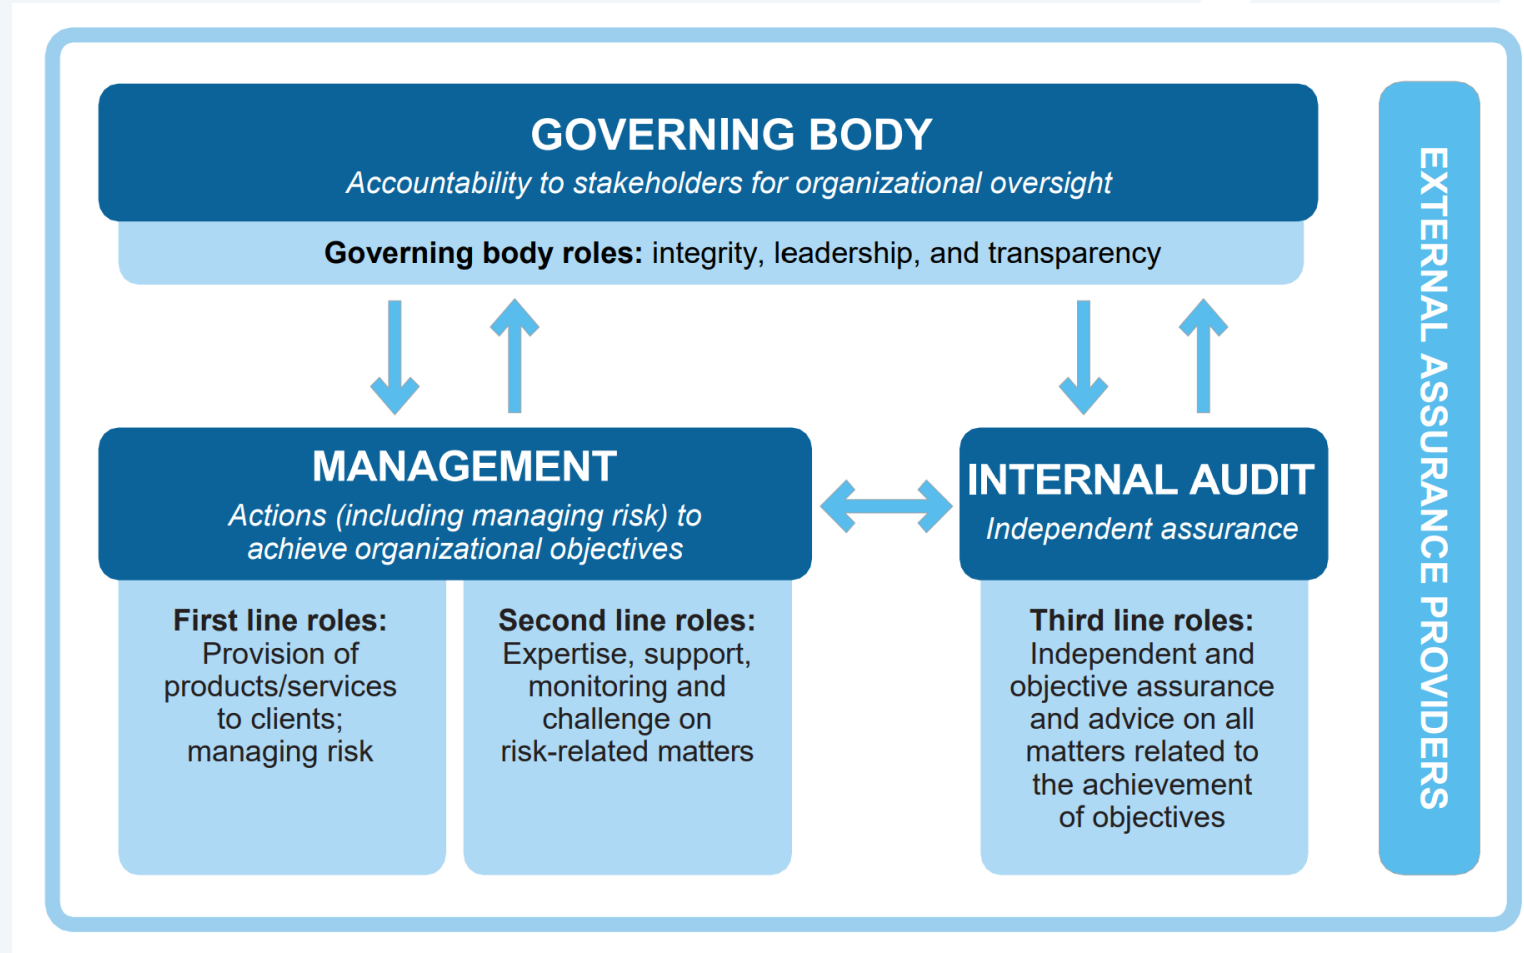 GOVERNING BODY
Accountability to stakeholders for organizational oversight
Governing body roles: integrity, leadership, and transparency
MANAGEMENT
Actions (including managing risk) to
achieve organizational objectives
First line roles:
Provision of
products/services
to clients;
managing risk
Second line roles:
Expertise, support,
monitoring and
challenge on
risk-related matters
INTERNAL AUDIT
Independent assurance
Third line roles:
Independent and
objective assurance
and advice on all
matters related to
the achievement
of objectives
EXTERNAL ASSURANCE PROVIDERS